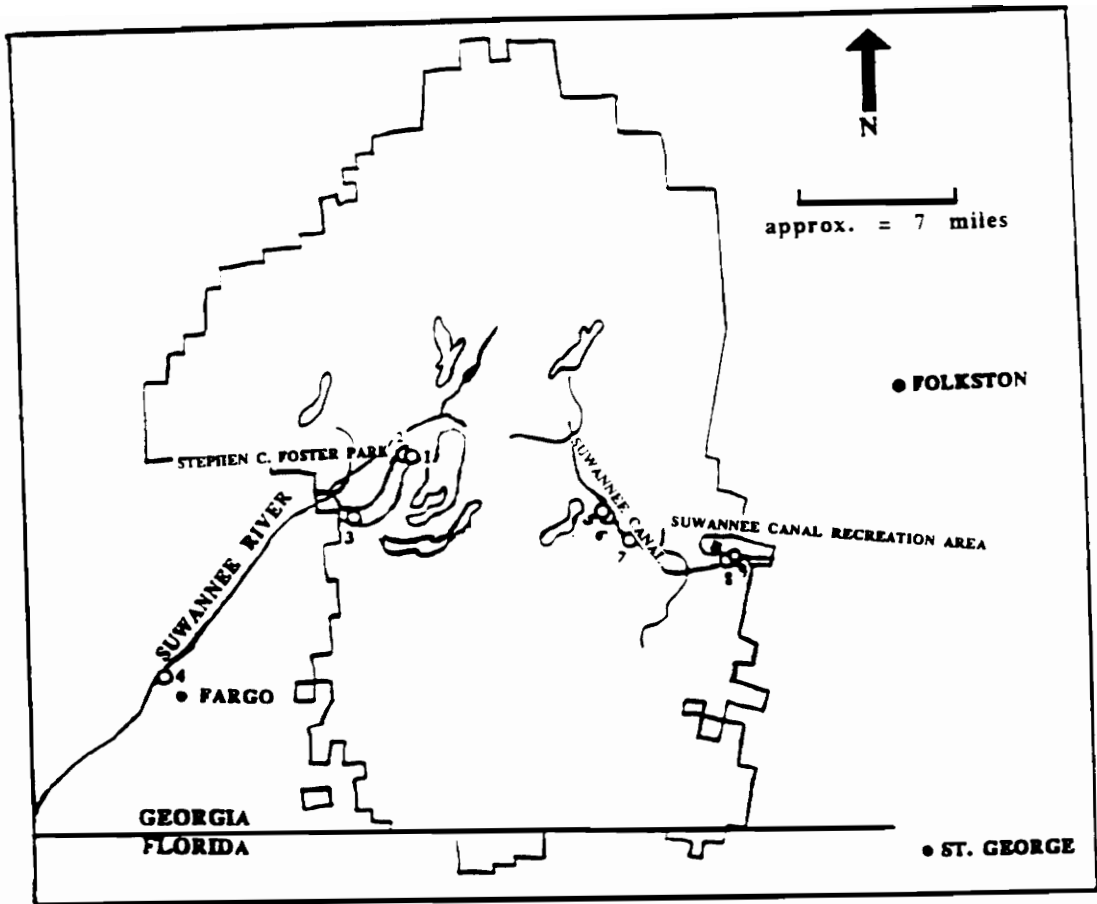 N
approx. = 7 miles
FOLKSTON
STEPHEN C. FOSTER PARK
2
1
3
SUWANNEE RIVER
SUWANNEE CANAL
5
6
7
SUWANNEE CANAL RECREATION AREA
8
9
4
FARGO
GEORGIA
FLORIDA
ST. GEORGE